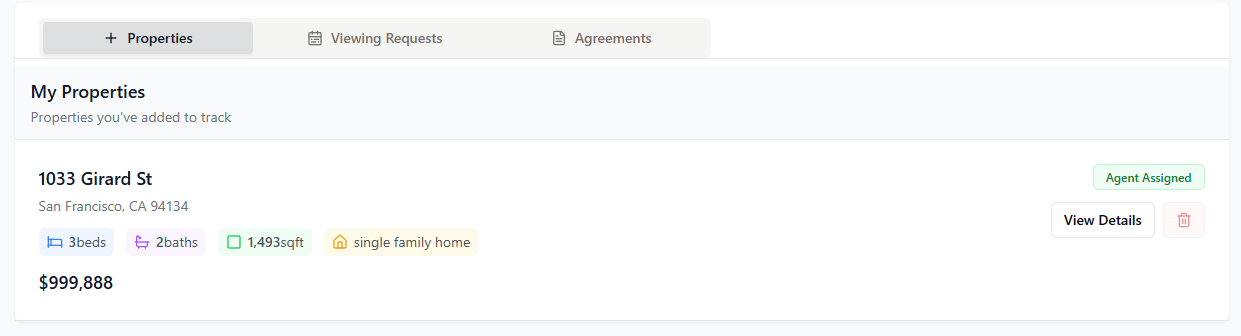 Properties
Viewing Requests
Agreements
My Properties
Properties you've added to track
1033 Girard St
Agent Assigned
San Francisco, CA 94134
View Details
3beds
2baths
1,493sqft
single family home
$999,888